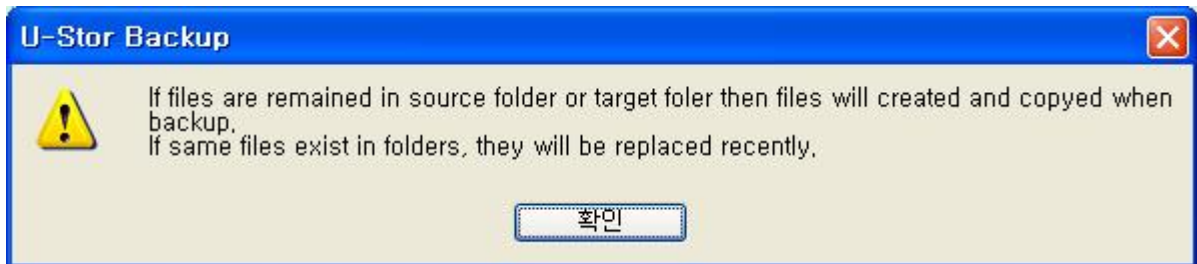 U-Stor Backup
If files are remained in source folder or target foler then files will created and copyed when
backup.
If same files exist in folders, they will be replaced recently.
확인